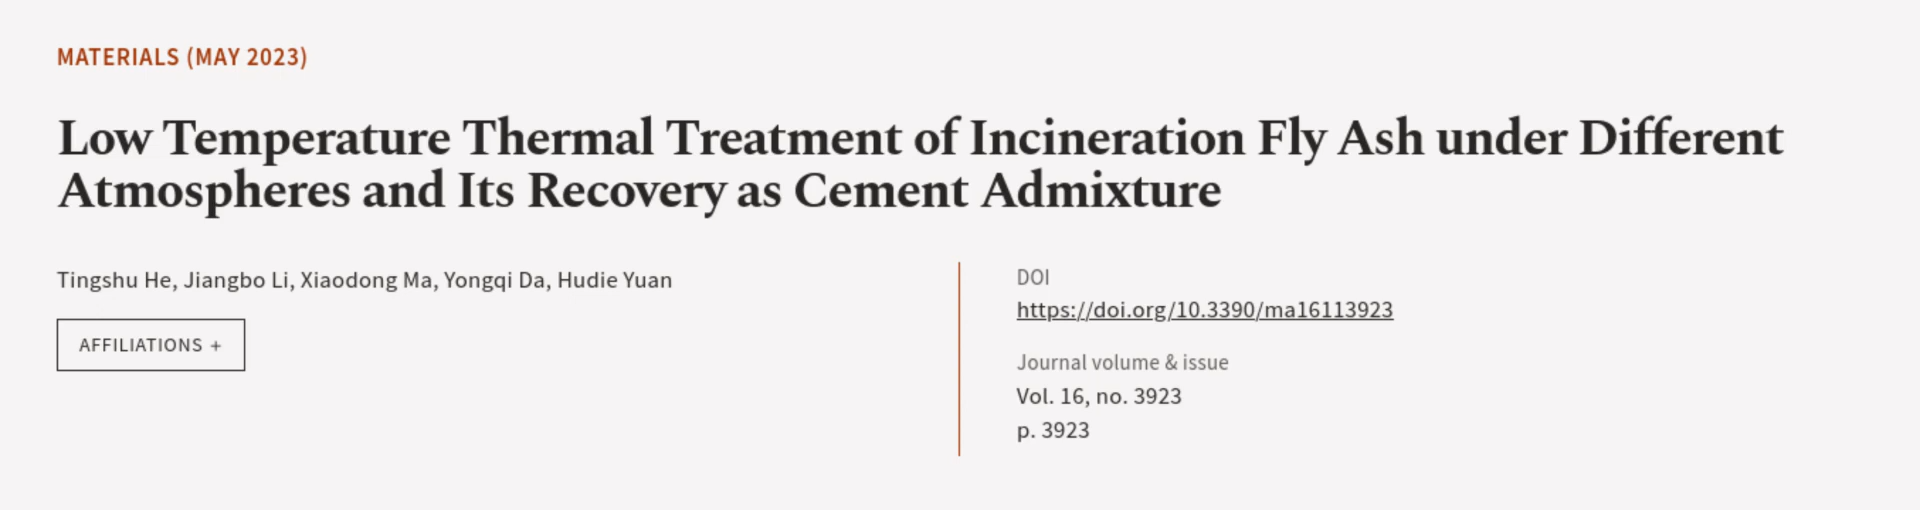 MATERIALS (MAY 2023)
Low Temperature Thermal Treatment of Incineration Fly Ash under Different
Atmospheres and Its Recovery as Cement Admixture
Tingshu He, Jiangbo Li, Xiaodong Ma, Yongqi Da, Hudie Yuan
AFFILIATIONS +
DOI
https://doi.org/10.3390/ma16113923
Journal volume & issue
Vol. 16, no. 3923
p. 3923